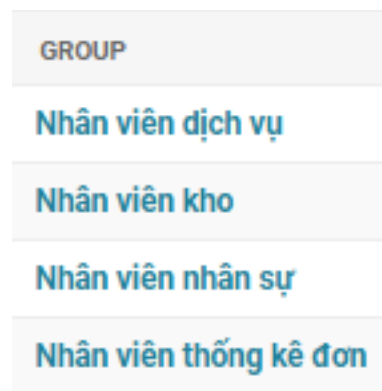 GROUP
Nhân viên dịch vụ
Nhân viên kho
Nhân viên nhân sự
Nhân viên thống kê đơn